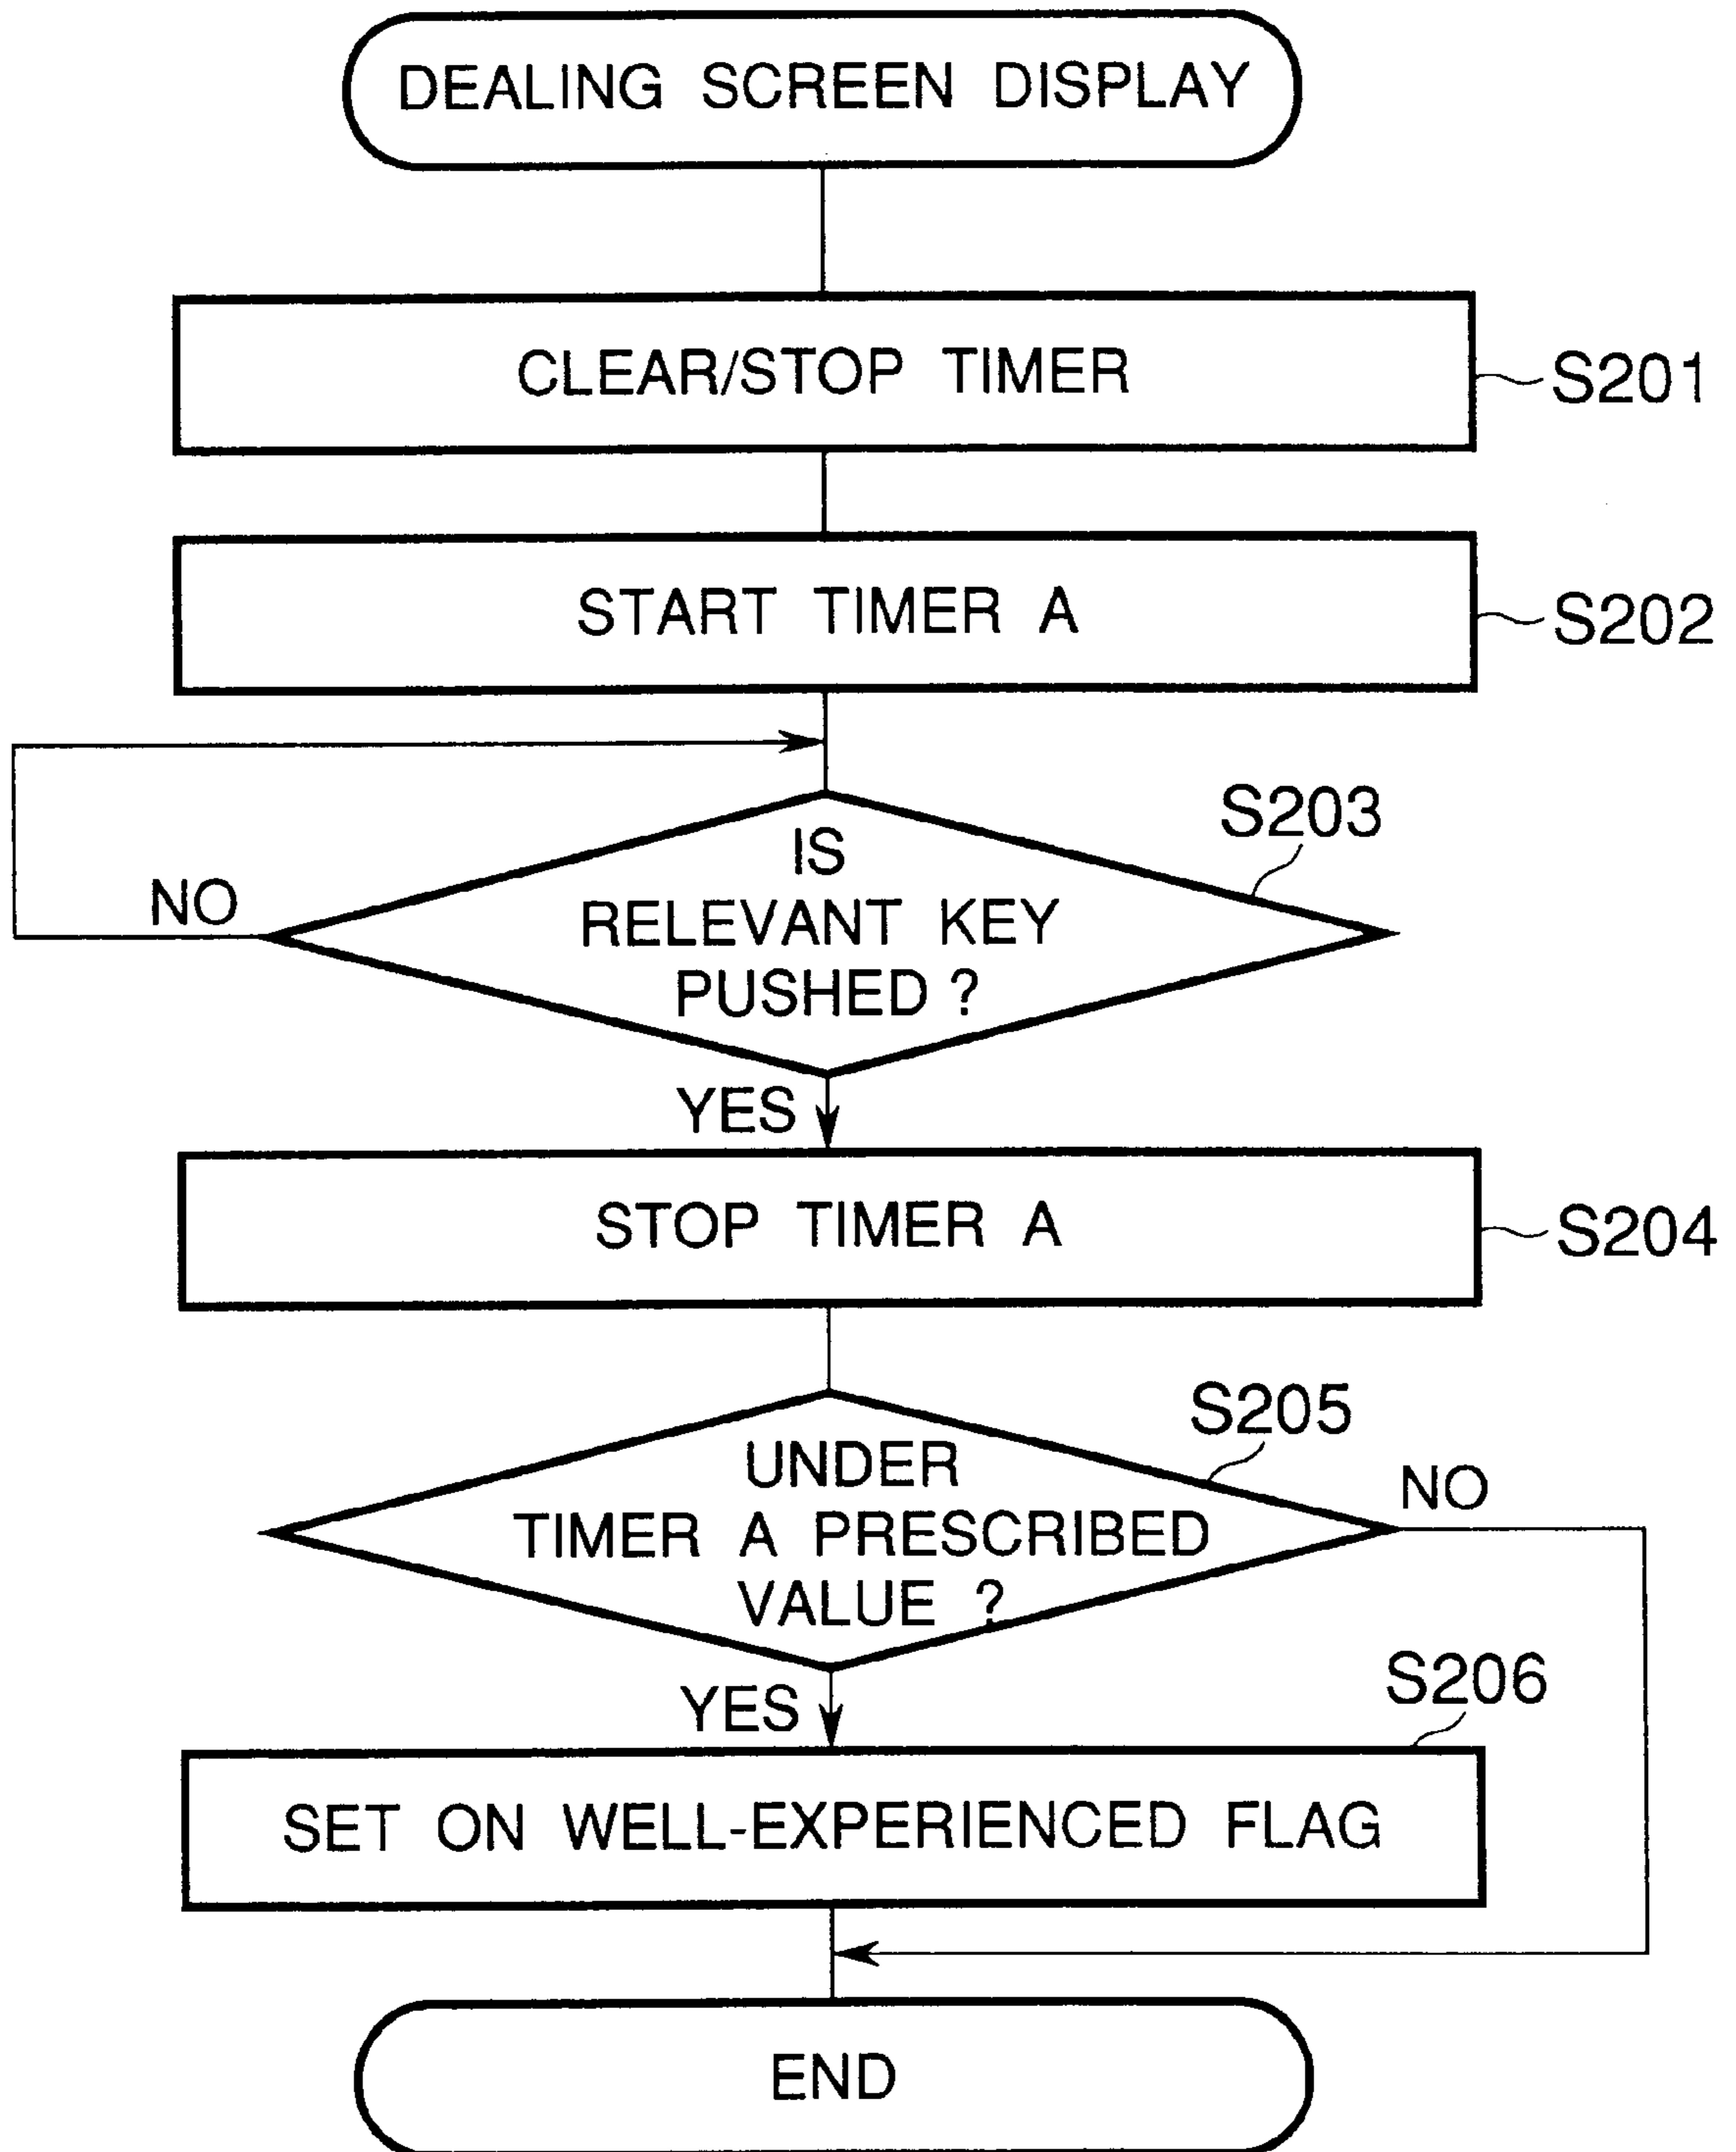 DEALING SCREEN DISPLAY
CLEAR/STOP TIMER
S201
START TIMER A
S202
S203
IS
RELEVANT KEY
PUSHED ?
NO
YES
STOP TIMER A
S204
S205
UNDER
TIMER A PRESCRIBED
VALUE ?
NO
YES
S206
SET ON WELL-EXPERIENCED FLAG
END